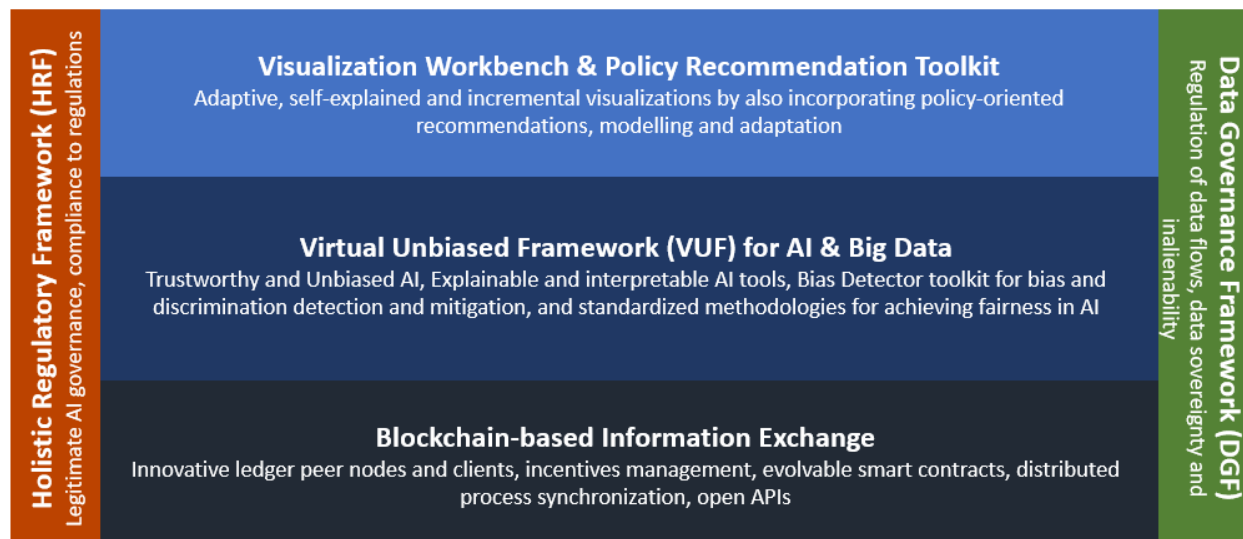 Holistic Regulatory Framework (HRF)
Legitimate AI governance, compliance to regulations
Visualization Workbench & Policy Recommendation Toolkit
Adaptive, self-explained and incremental visualizations by also incorporating policy-oriented
recommendations, modelling and adaptation
Virtual Unbiased Framework (VUF) for AI & Big Data
Trustworthy and Unbiased AI, Explainable and interpretable AI tools, Bias Detector toolkit for bias and
discrimination detection and mitigation, and standardized methodologies for achieving fairness in AI
Blockchain-based Information Exchange
Innovative ledger peer nodes and clients, incentives management, evolvable smart contracts, distributed
process synchronization, open APIs
Data Governance Framework (DGF)
Regulation of data flows, data sovereignty and
inalienability